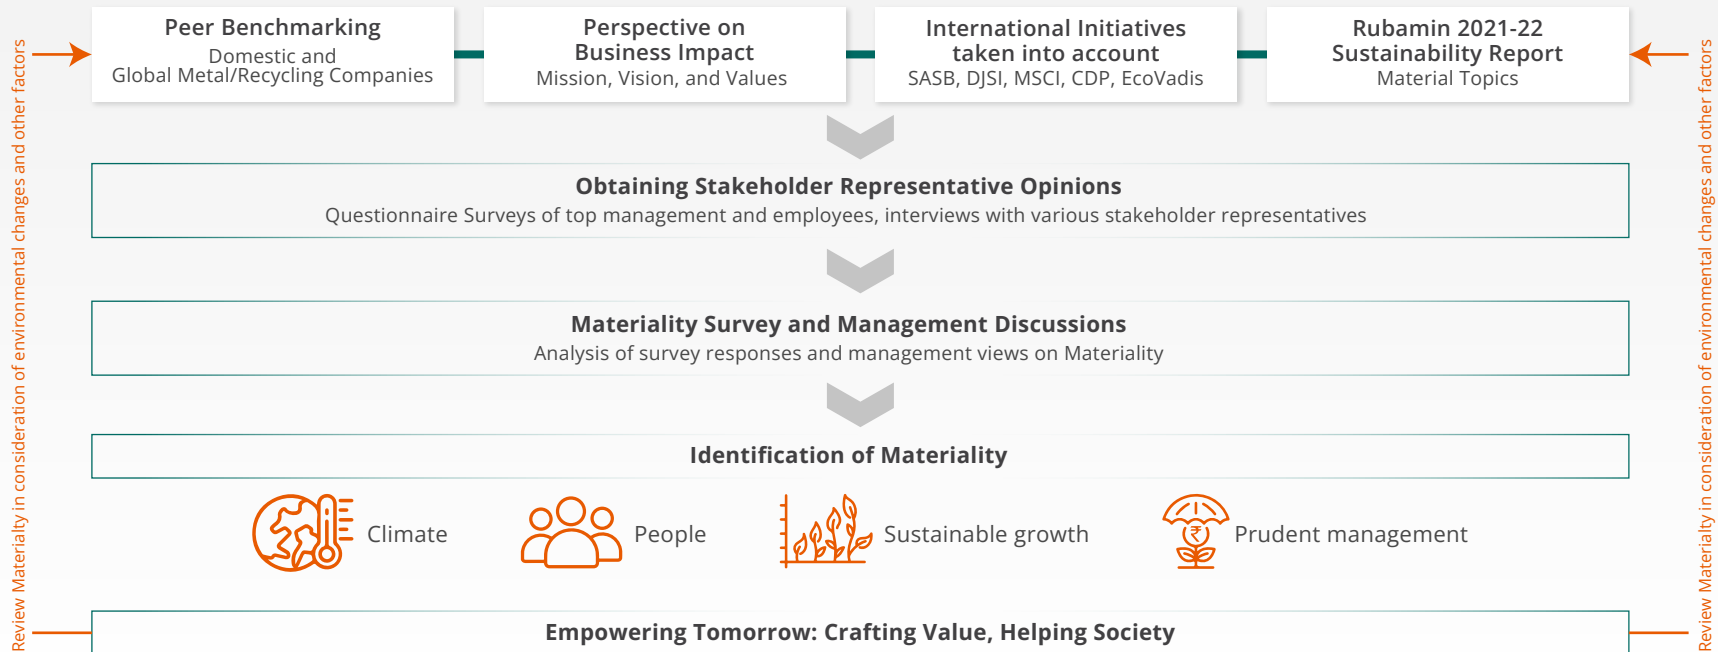 Peer Benchmarking
Domestic and
Global Metal/Recycling Companies
Perspective on
Business Impact
Mission, Vision, and Values
International Initiatives
taken into account
SASB, DJSI, MSCI, CDP, EcoVadis
Rubamin 2021-22
Sustainability Report
Material Topics
Review Materialty in consideration of environmental changes and other factors
Review Materialty in consideration of environmental changes and other factors
Obtaining Stakeholder Representative Opinions
Questionnaire Surveys of top management and employees, interviews with various stakeholder representatives
Materiality Survey and Management Discussions
Analysis of survey responses and management views on Materiality
Identification of Materiality
Climate
People
Sustainable growth
₹
Prudent management
Empowering Tomorrow: Crafting Value, Helping Society